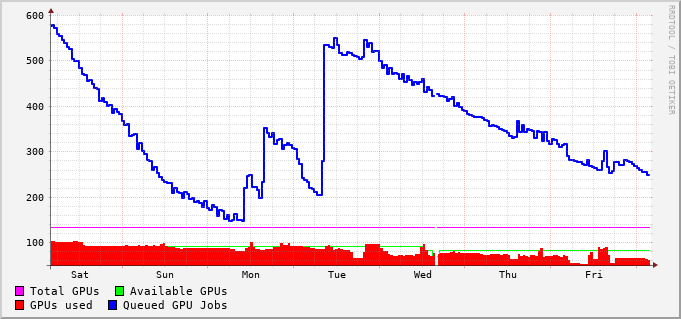 600
500
400
300
200
100
Sat Sun Mon Tue Wed Thu Fri
Total GPUs Available GPUs
GPUs used Queued GPU Jobs
RRDTOOL / TOBI OETIKER